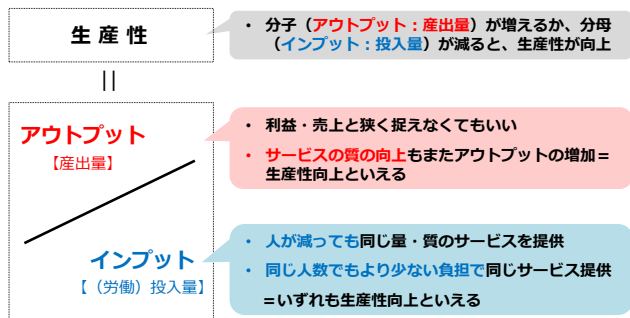 生 産 性
• 分子（アウトプット：産出量）が増えるか、分母
（インプット：投入量）が減ると、生産性が向上
||
アウトプット
【産出量】
• 利益・売上と狭く捉えなくてもいい
• サービスの質の向上もまたアウトプットの増加＝
生産性向上といえる
インプット
【（労働）投入量】
• 人が減っても同じ量・質のサービスを提供
• 同じ人数でもより少ない負担で同じサービス提供
＝いずれも生産性向上といえる